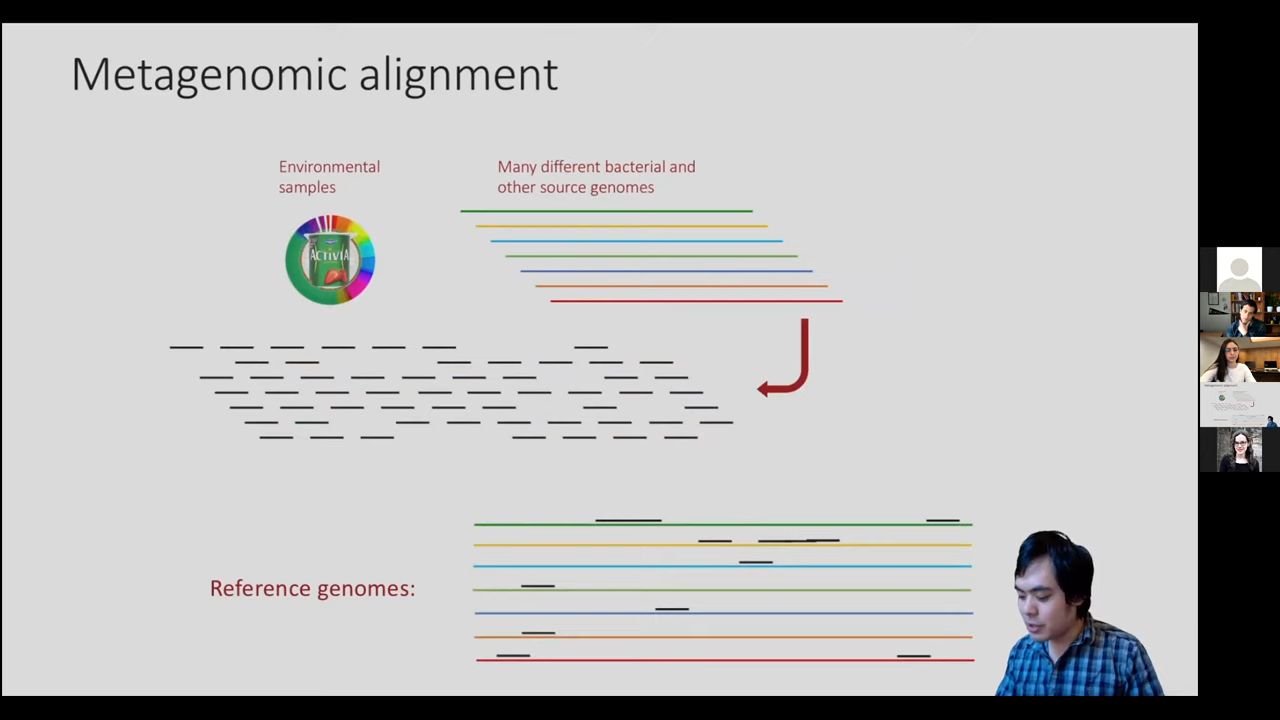 Metagenomic alignment
Environmental
samples
Many different bacterial and
other source genomes
ACTIVIA
Reference genomes: